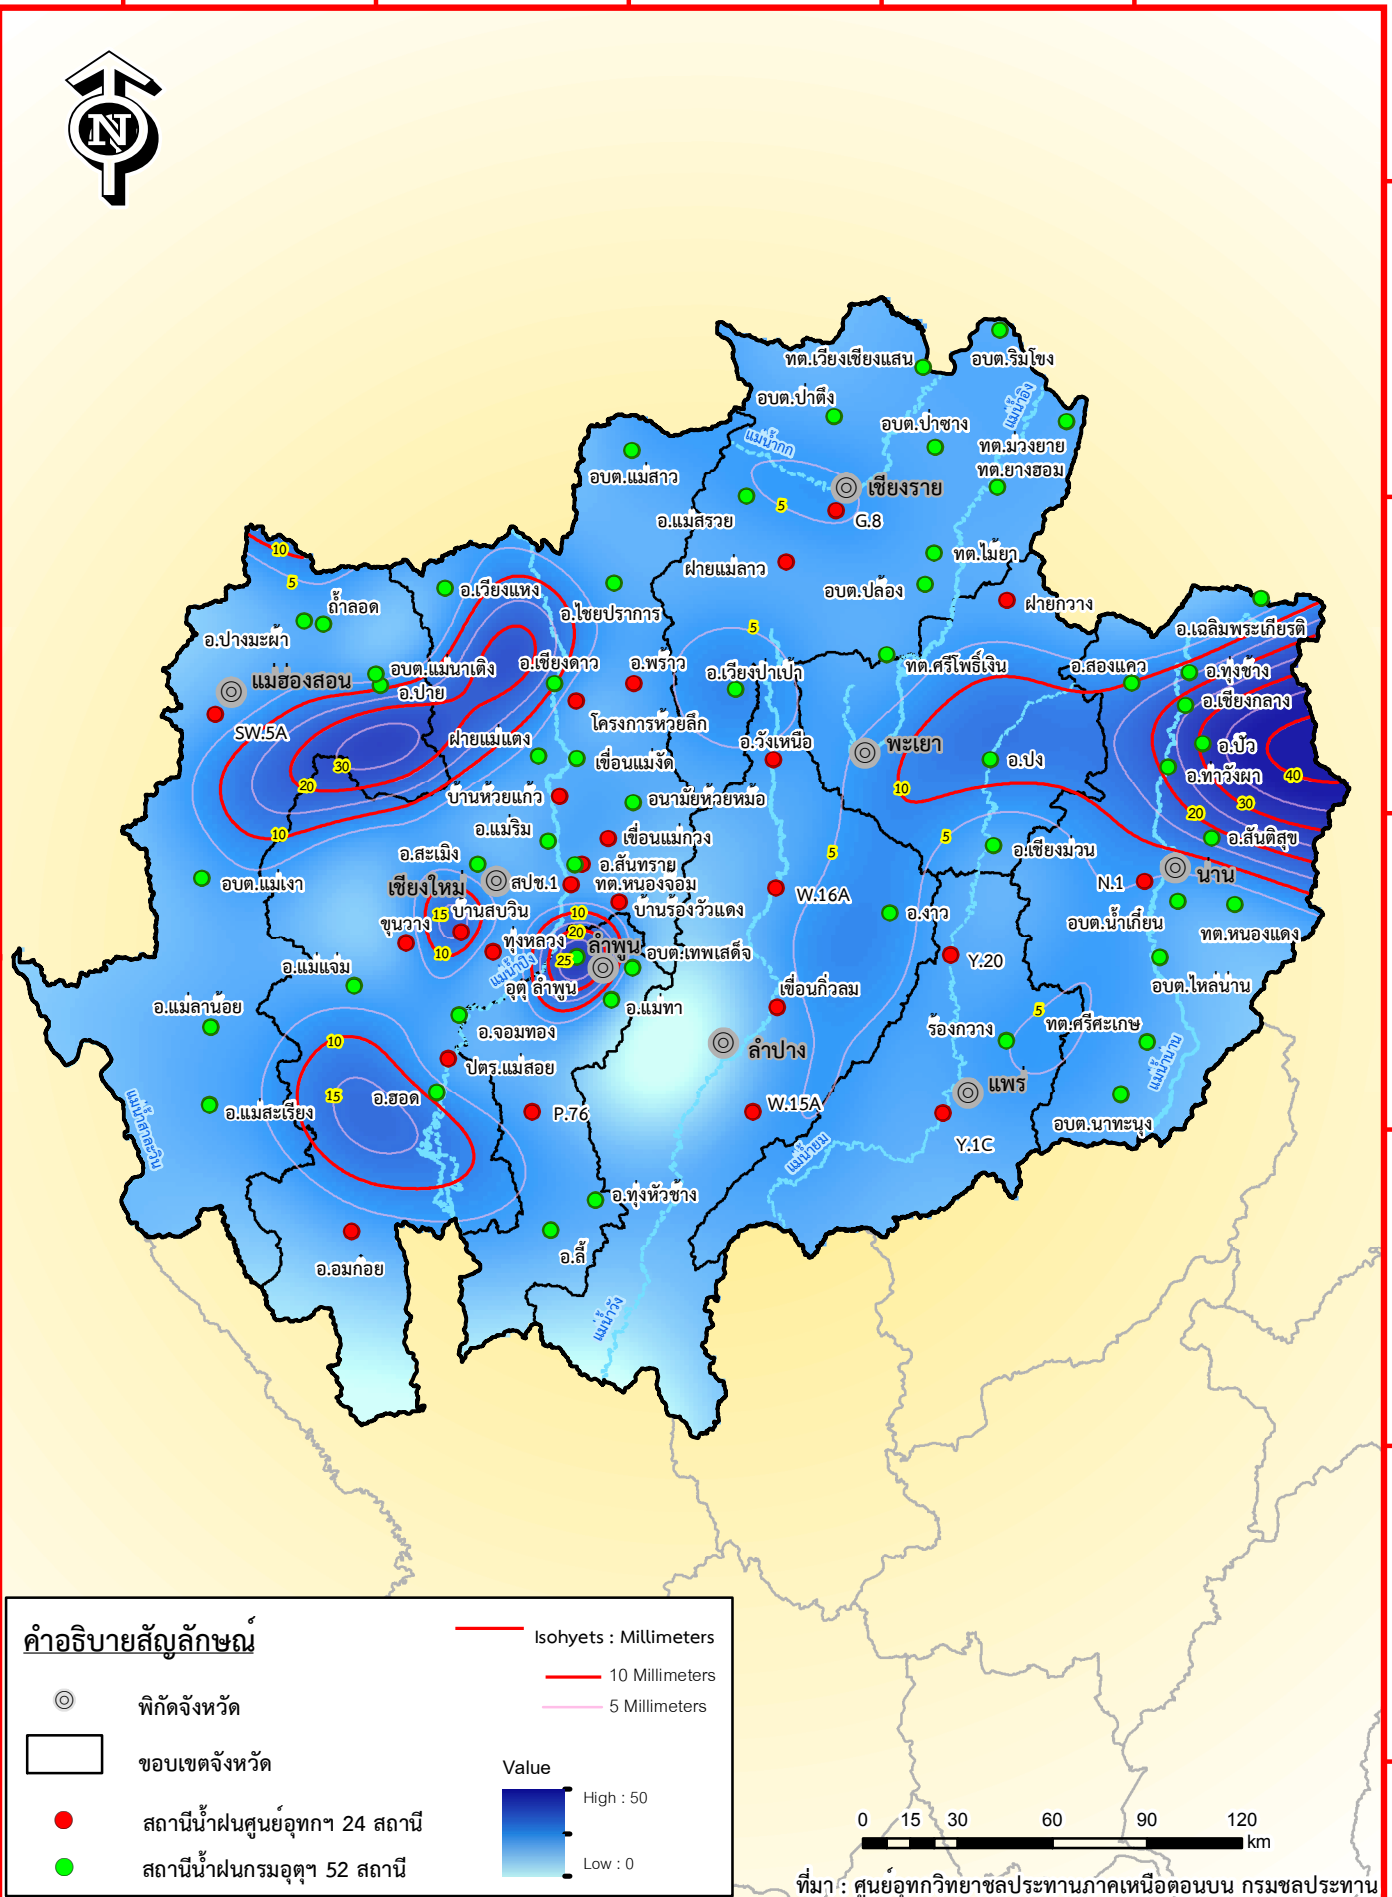 N
ทต.เวียงเชียงแสน
อบต.ริมโขง
อบต.ป่าตึง
แม่น้ำอิง
อบต.ป่าซาง
แม่น้ำกก
ทต.ม่วงยาย
ทต.ยางฮอม
อบต.แม่สาว
เชียงราย
อ.แม่สรวย
5
G.8
10
ทต.ไม้ยา
ฝายแม่ลาว
5
อ.เวียงแหง
อบต.ปล้อง
ฝายกวาง
ถ้ำลอด
อ.ไชยปราการ
อ.ปางมะผ้า
5
อ.เฉลิมพระเกียรติ
อบต.แม่นาเติง
อ.เชียงดาว
อ.พร้าว
อ.เวียงป่าเป้า
ทต.ศรีโพธิ์เงิน
อ.สองแคว
อ.ทุ่งช้าง
แม่ฮ่องสอน
อ.ปาย
อ.เชียงกลาง
SW.5A
โครงการห้วยลึก
ฝายแม่แตง
อ.วังเหนือ
พะเยา
อ.ปัว
30
เขื่อนแม่งัด
อ.ปง
อ.ท่าวังผา
40
20
บ้านห้วยแก้ว
อนามัยห้วยหม้อ
10
30
20
10
อ.แม่ริม
เขื่อนแม่กวง
5
อ.สันติสุข
อ.สะเมิง
อ.สันทราย
5
อ.เชียงม่วน
เชียงใหม่
สปช.1
ทต.หนองจ๊อม
N.1
น่าน
อบต.แม่เงา
W.16A
15
บ้านสบวิน
10
บ้านร่องวัวแดง
อ.งาว
อบต.น้ำเกี๋ยน
ขุนวาง
20
ทต.หนองแดง
10
ทุ่งหลวง
ลำพูน
อบต.เทพเสด็จ
25
Y.20
อ.แม่แจ่ม
แม่น้ำปิง
อุตุ ลำพูน
เขื่อนกิ่วลม
อบต.ไหล่น่าน
อ.แม่ลาน้อย
อ.แม่ทา
5
อ.จอมทอง
ร้องกวาง
ทต.ศรีสะเกษ
10
ลำปาง
ปตร.แม่สอย
แม่น้ำน่าน
แพร่
15
อ.ฮอด
อ.แม่สะเรียง
P.76
W.15A
อบต.นาทะนุง
แม่น้ำสาละวิน
แม่น้ำยม
Y.1C
อ.ทุ่งหัวช้าง
อ.ลี้
อ.อมก๋อย
แม่น้ำวัง
คำอธิบายสัญลักษณ์
Isohyets : Millimeters
10 Millimeters
5 Millimeters
พิกัดจังหวัด
ขอบเขตจังหวัด
Value
High : 50
Low : 0
สถานีน้ำฝนศูนย์อุทกฯ 24 สถานี
สถานีน้ำฝนกรมอุตุฯ 52 สถานี
0 15 30 60 90 120
km
ที่มา : ศูนย์อุทกวิทยาชลประทานภาคเหนือตอนบน กรมชลประทาน